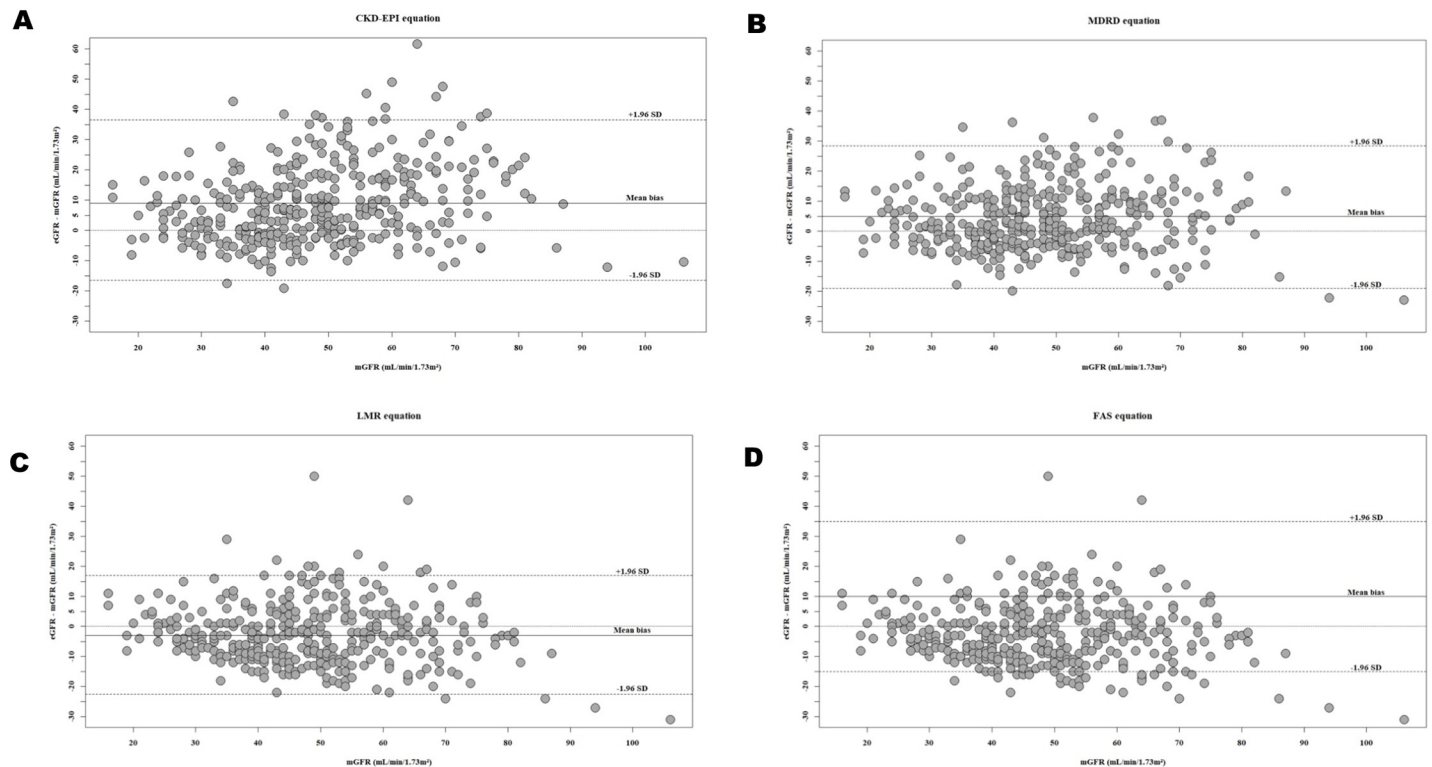 A
CKD-EPI equation
eGFR - mGFR (mL/min/1.73m²)
60
50
40
30
20
10
5
0
-10
-20
-30
+1.96 SD
Mean bias
-1.96 SD
20 30 40 50 60 70 80 90 100
mGFR (mL/min/1.73m²)
B
MDRD equation
eGFR - mGFR (mL/min/1.73m²)
60
50
40
30
20
10
5
0
-10
-20
-30
+1.96 SD
Mean bias
-1.96 SD
20 30 40 50 60 70 80 90 100
mGFR (mL/min/1.73m²)
C
LMR equation
eGFR - mGFR (mL/min/1.73m²)
60
50
40
30
20
10
5
0
-10
-20
-30
+1.96 SD
Mean bias
-1.96 SD
20 30 40 50 60 70 80 90 100
mGFR (mL/min/1.73m²)
D
FAS equation
eGFR - mGFR (mL/min/1.73m²)
60
50
40
30
20
10
5
0
-10
-20
-30
+1.96 SD
Mean bias
-1.96 SD
20 30 40 50 60 70 80 90 100
mGFR (mL/min/1.73m²)